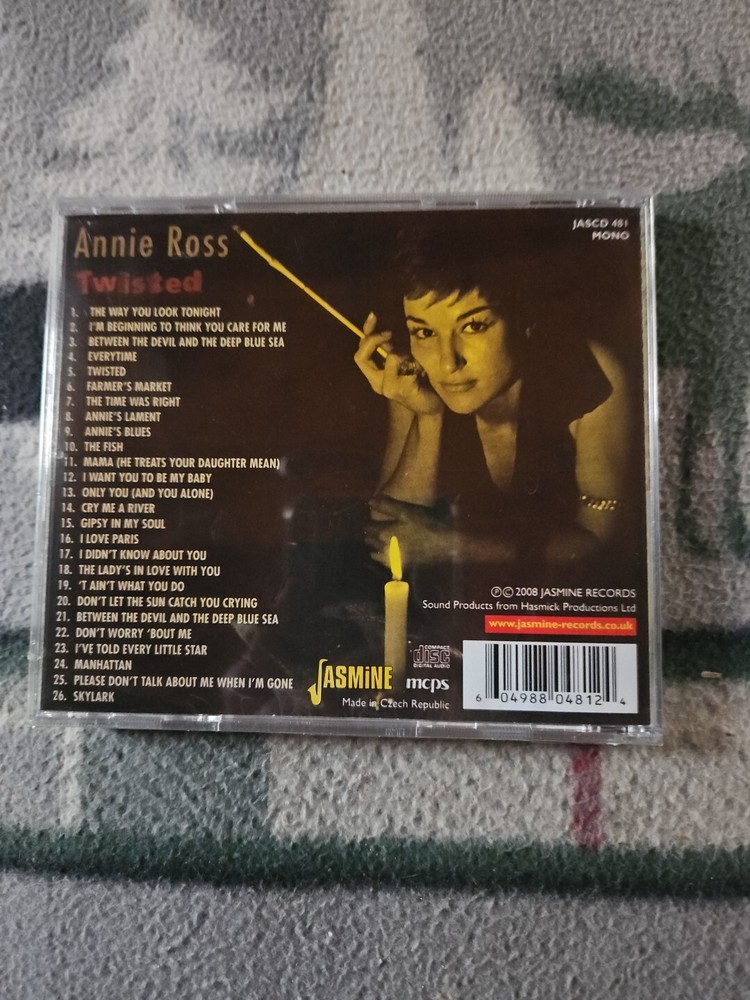 Annie Ross
Twisted
JASCD 481
MONO
1. THE WAY YOU LOOK TONIGHT
2. I'M BEGINNING TO THINK YOU CARE FOR ME
3. BETWEEN THE DEVIL AND THE DEEP BLUE SEA
4. EVERYTIME
5. TWISTED
6. FARMER'S MARKET
7. THE TIME WAS RIGHT
8. ANNIE'S LAMENT
9. ANNIE'S BLUES
10. THE FISH
11. MAMA (HE TREATS YOUR DAUGHTER MEAN)
12. I WANT YOU TO BE MY BABY
13. ONLY YOU (AND YOU ALONE)
14. CRY ME A RIVER
15. GIPSY IN MY SOUL
16. I LOVE PARIS
17. I DIDN'T KNOW ABOUT YOU
18. THE LADY'S IN LOVE WITH YOU
19. 'T AIN'T WHAT YOU DO
20. DON'T LET THE SUN CATCH YOU CRYING
21. BETWEEN THE DEVIL AND THE DEEP BLUE SEA
22. DON'T WORRY 'BOUT ME
23. I'VE TOLD EVERY LITTLE STAR
24. MANHATTAN
25. PLEASE DON'T TALK ABOUT ME WHEN I'M GONE
26. SKYLARK
℗© 2008 JASMINE RECORDS
Sound Products from Hasmick Productions Ltd
www.jasmine-records.co.uk
JASMiNE
mcps
COMPACT
disc
DIGITAL AUDIO
Made in Czech Republic
6 04988 04812 4